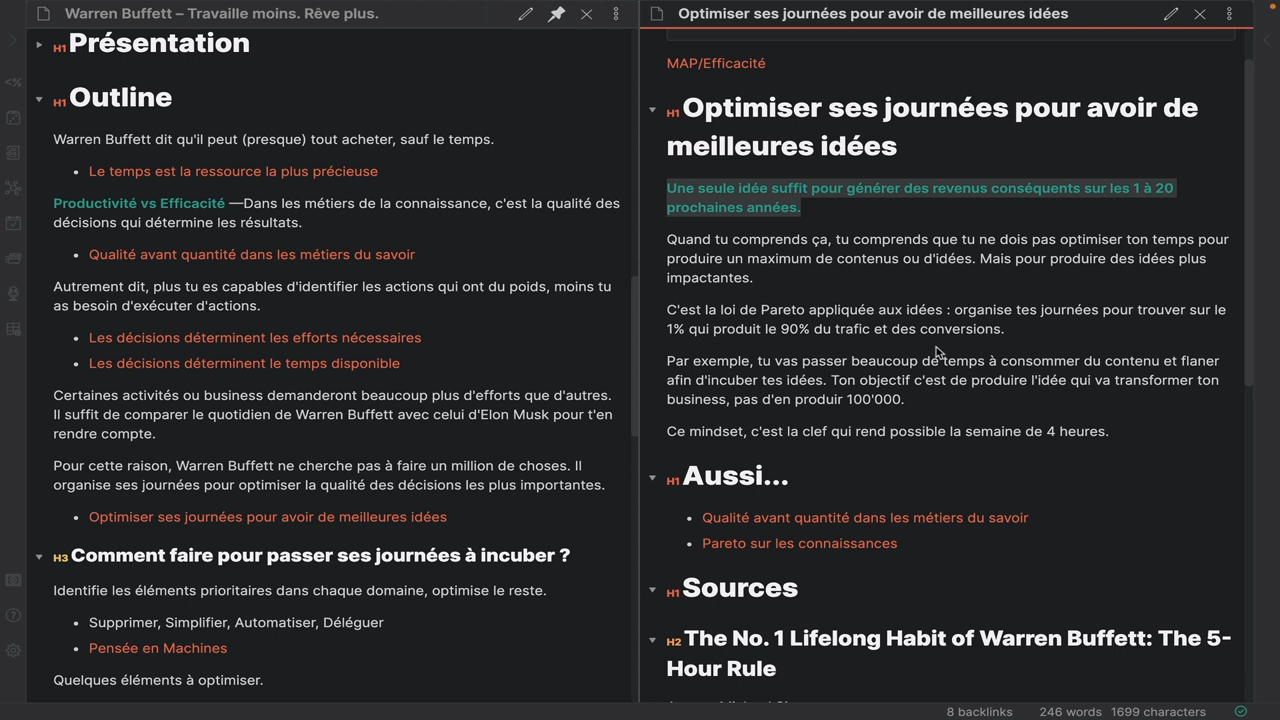 Warren Buffett – Travaille moins. Rêve plus.
H1 Présentation
H1 Outline
Warren Buffett dit qu'il peut (presque) tout acheter, sauf le temps.
• Le temps est la ressource la plus précieuse
Productivité vs Efficacité —Dans les métiers de la connaissance, c'est la qualité des
décisions qui détermine les résultats.
• Qualité avant quantité dans les métiers du savoir
Autrement dit, plus tu es capables d'identifier les actions qui ont du poids, moins tu
as besoin d'exécuter d'actions.
• Les décisions déterminent les efforts nécessaires
• Les décisions déterminent le temps disponible
Certaines activités ou business demanderont beaucoup plus d'efforts que d'autres.
Il suffit de comparer le quotidien de Warren Buffett avec celui d'Elon Musk pour t'en
rendre compte.
Pour cette raison, Warren Buffett ne cherche pas à faire un million de choses. Il
organise ses journées pour optimiser la qualité des décisions les plus importantes.
• Optimiser ses journées pour avoir de meilleures idées
H3 Comment faire pour passer ses journées à incuber ?
Identifie les éléments prioritaires dans chaque domaine, optimise le reste.
• Supprimer, Simplifier, Automatiser, Déléguer
• Pensée en Machines
Quelques éléments à optimiser.
Optimiser ses journées pour avoir de meilleures idées
MAP/Efficacité
H1 Optimiser ses journées pour avoir de
meilleures idées
Une seule idée suffit pour générer des revenus conséquents sur les 1 à 20
prochaines années.
Quand tu comprends ça, tu comprends que tu ne dois pas optimiser ton temps pour
produire un maximum de contenus ou d'idées. Mais pour produire des idées plus
impactantes.
C'est la loi de Pareto appliquée aux idées : organise tes journées pour trouver sur le
1% qui produit le 90% du trafic et des conversions.
Par exemple, tu vas passer beaucoup de temps à consommer du contenu et flaner
afin d'incuber tes idées. Ton objectif c'est de produire l'idée qui va transformer ton
business, pas d'en produir 100'000.
Ce mindset, c'est la clef qui rend possible la semaine de 4 heures.
H1 Aussi...
• Qualité avant quantité dans les métiers du savoir
• Pareto sur les connaissances
H1 Sources
H2 The No. 1 Lifelong Habit of Warren Buffett: The 5-
Hour Rule
8 backlinks 246 words 1699 characters